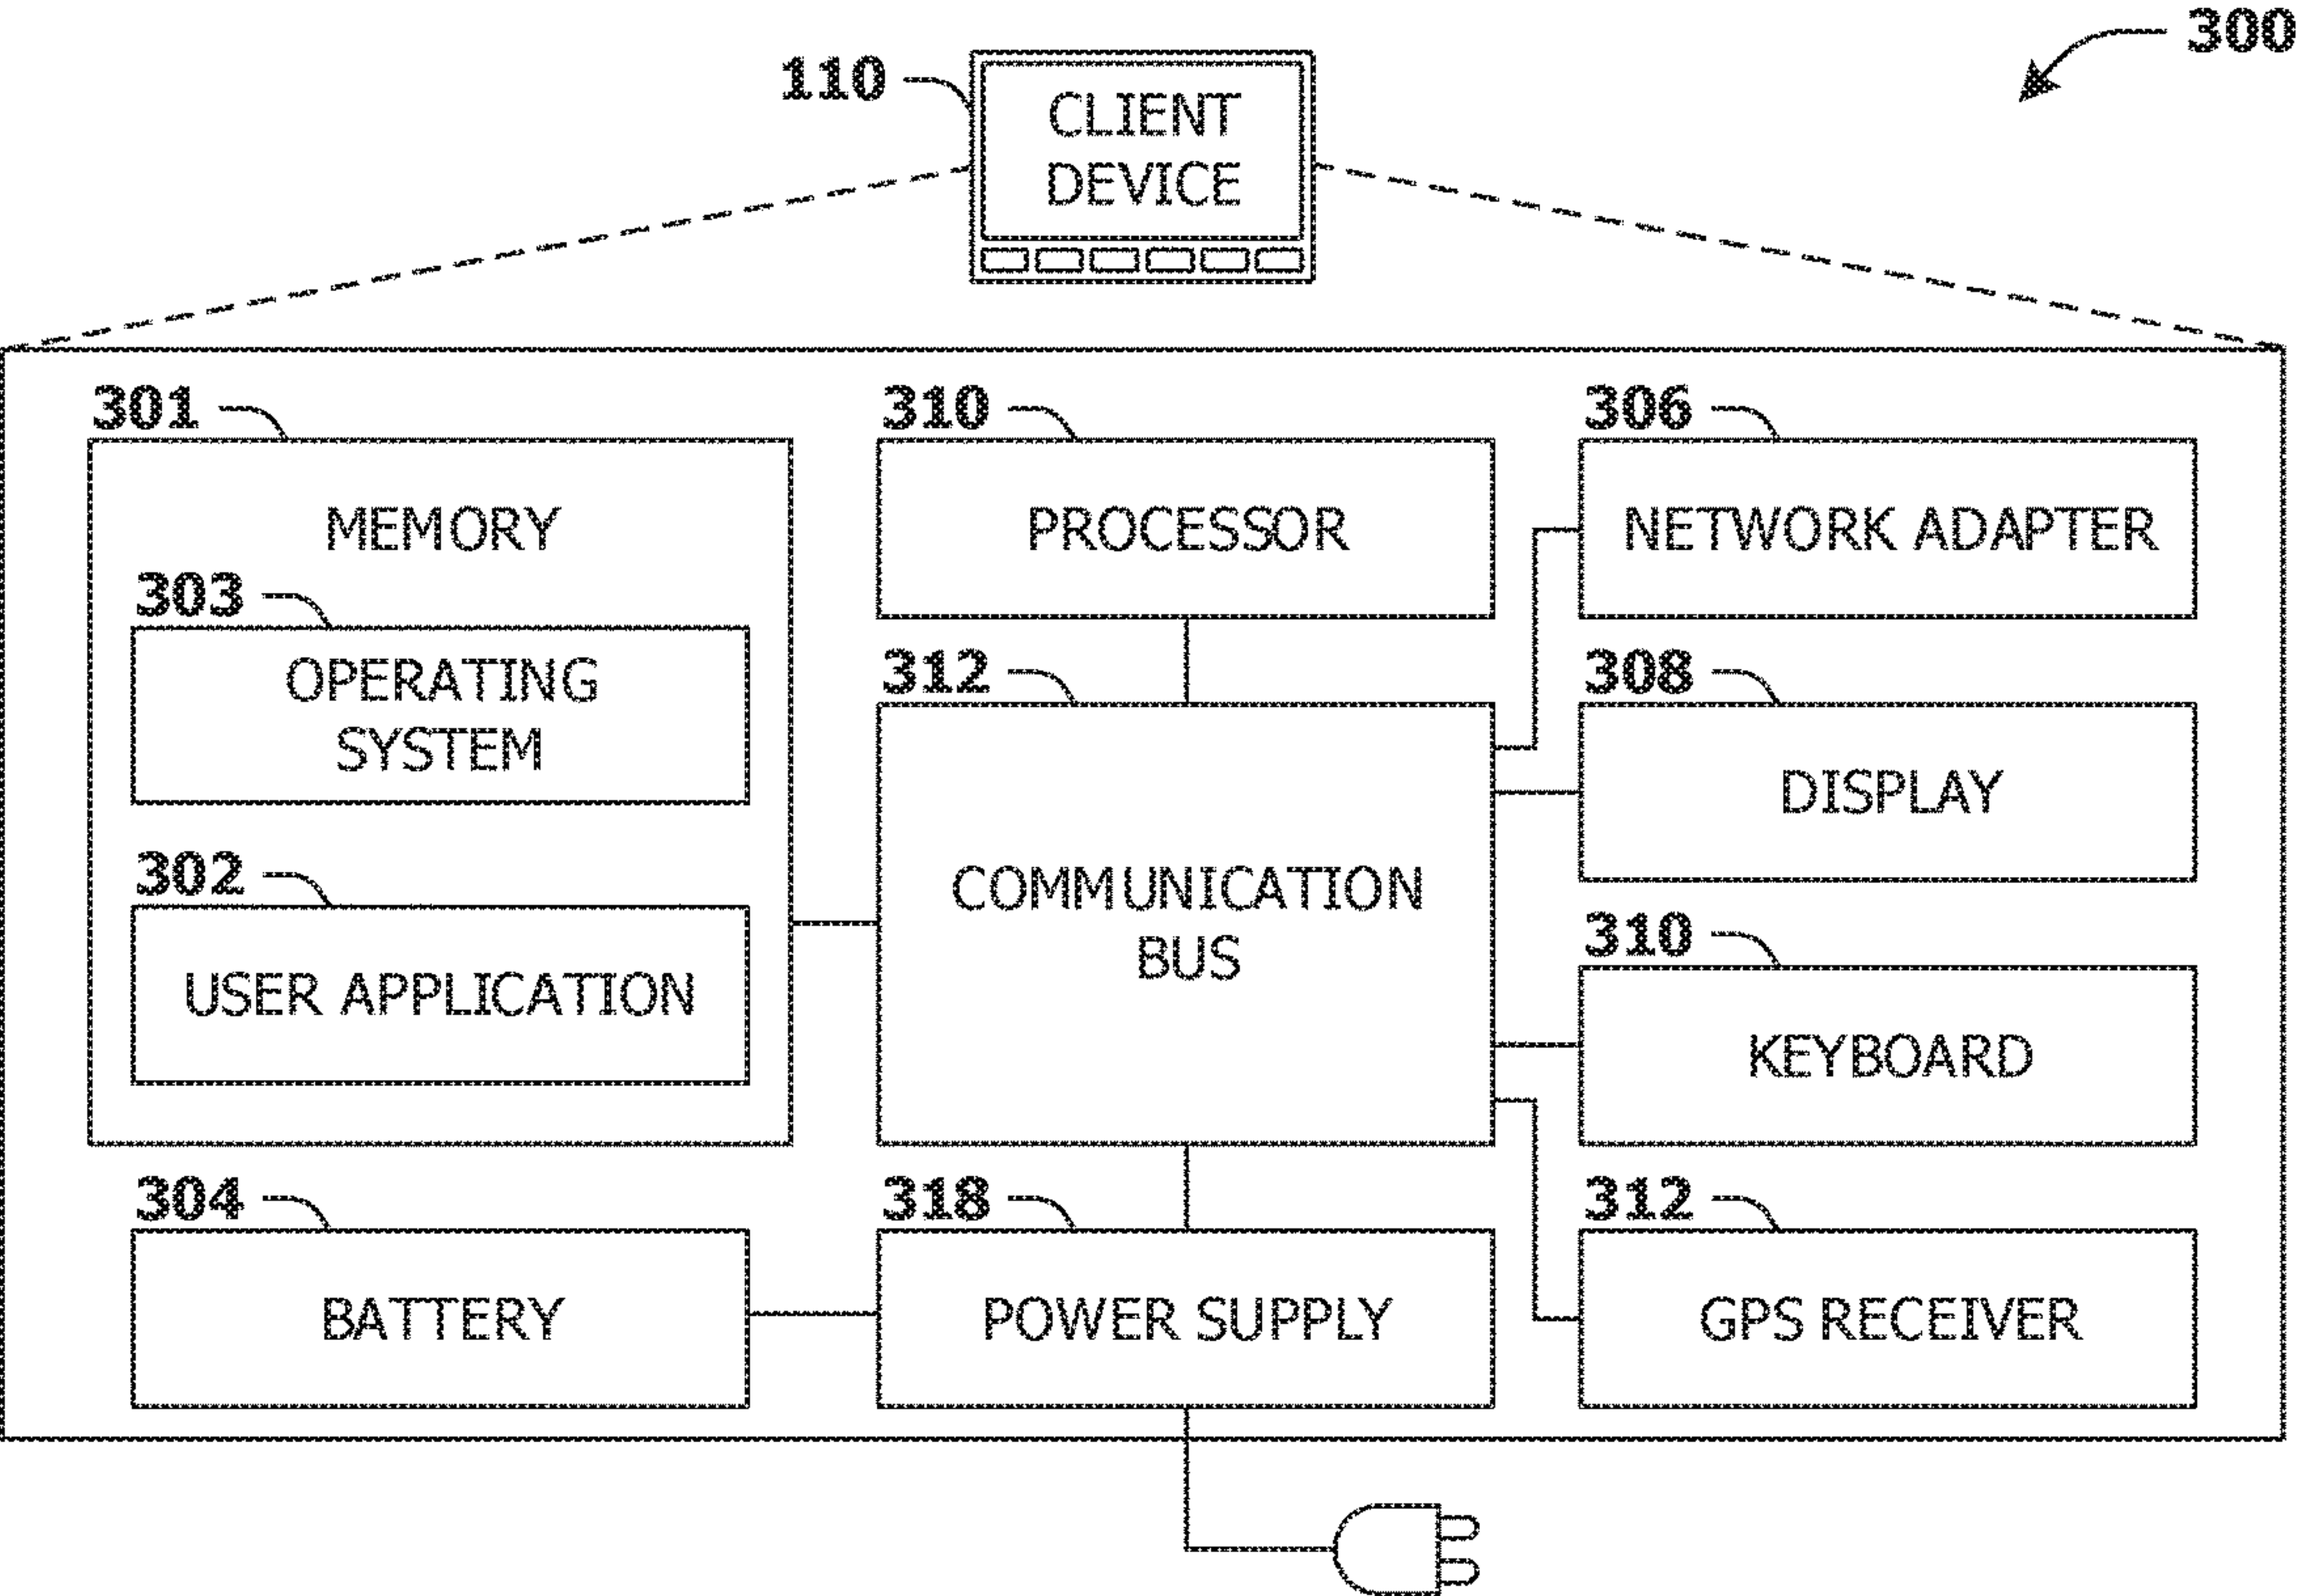 300
110
CLIENT
DEVICE
301
MEMORY
303
OPERATING
SYSTEM
302
USER APPLICATION
304
BATTERY
310
PROCESSOR
312
COMMUNICATION
BUS
318
POWER SUPPLY
306
NETWORK ADAPTER
308
DISPLAY
310
KEYBOARD
312
GPS RECEIVER